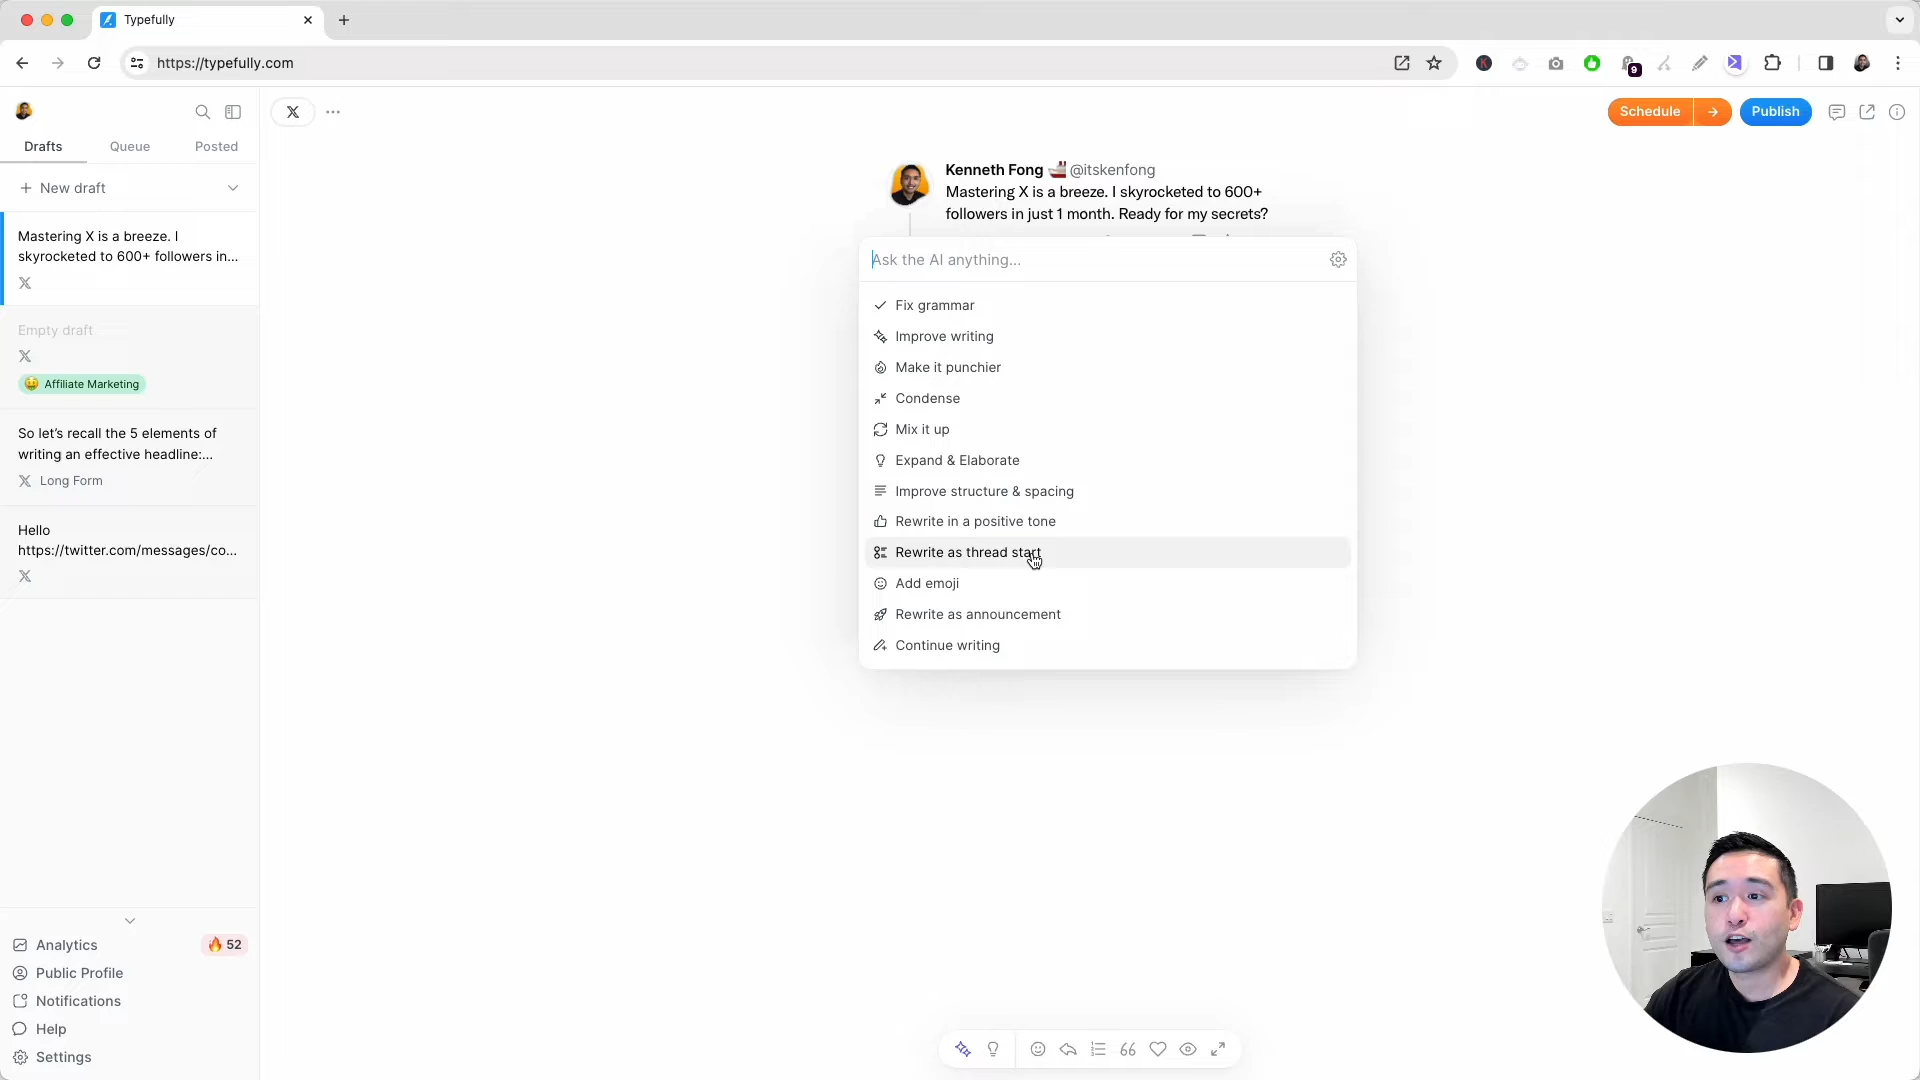 Typefully
https://typefully.com
9
Drafts
Queue
Posted
New draft
Mastering X is a breeze. I
skyrocketed to 600+ followers in...
Empty draft
Affiliate Marketing
So let's recall the 5 elements of
writing an effective headline:...
Long Form
Hello
https://twitter.com/messages/co...
Analytics
52
Public Profile
Notifications
Help
Settings
Schedule
Publish
Kenneth Fong @itskenfong
Mastering X is a breeze. I skyrocketed to 600+
followers in just 1 month. Ready for my secrets?
Ask the AI anything...
Fix grammar
Improve writing
Make it punchier
Condense
Mix it up
Expand & Elaborate
Improve structure & spacing
Rewrite in a positive tone
Rewrite as thread start
Add emoji
Rewrite as announcement
Continue writing